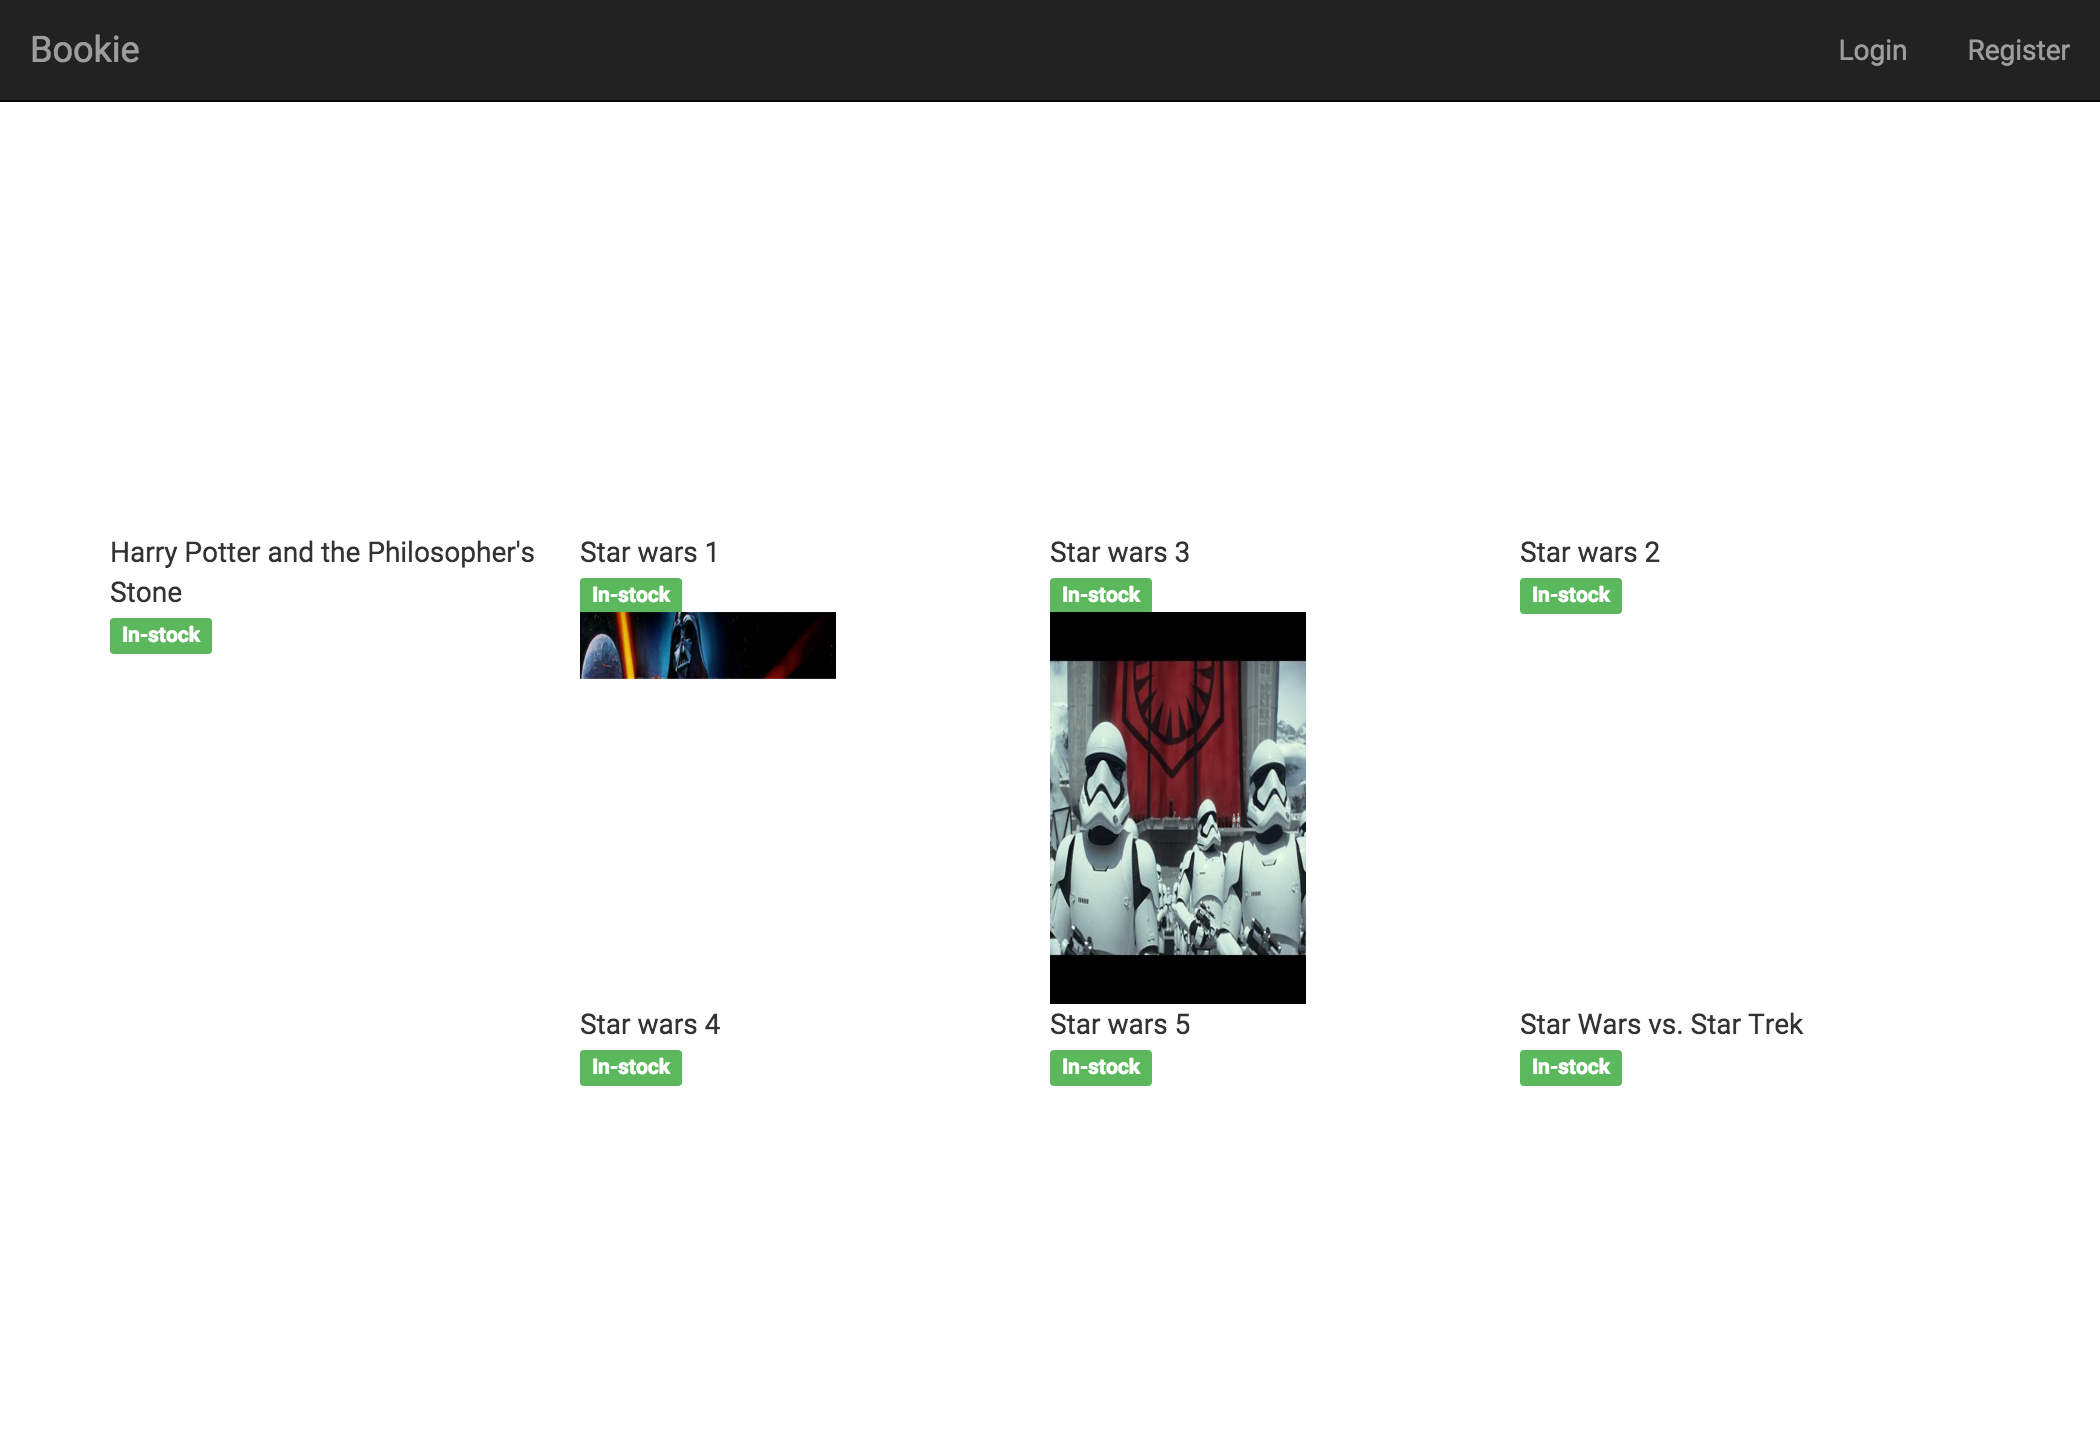 Bookie
Login
Register
Harry Potter and the Philosopher's
Stone
In-stock
Star wars 1
In-stock
Star wars 3
In-stock
Star wars 2
In-stock
Star wars 4
In-stock
Star wars 5
In-stock
Star Wars vs. Star Trek
In-stock